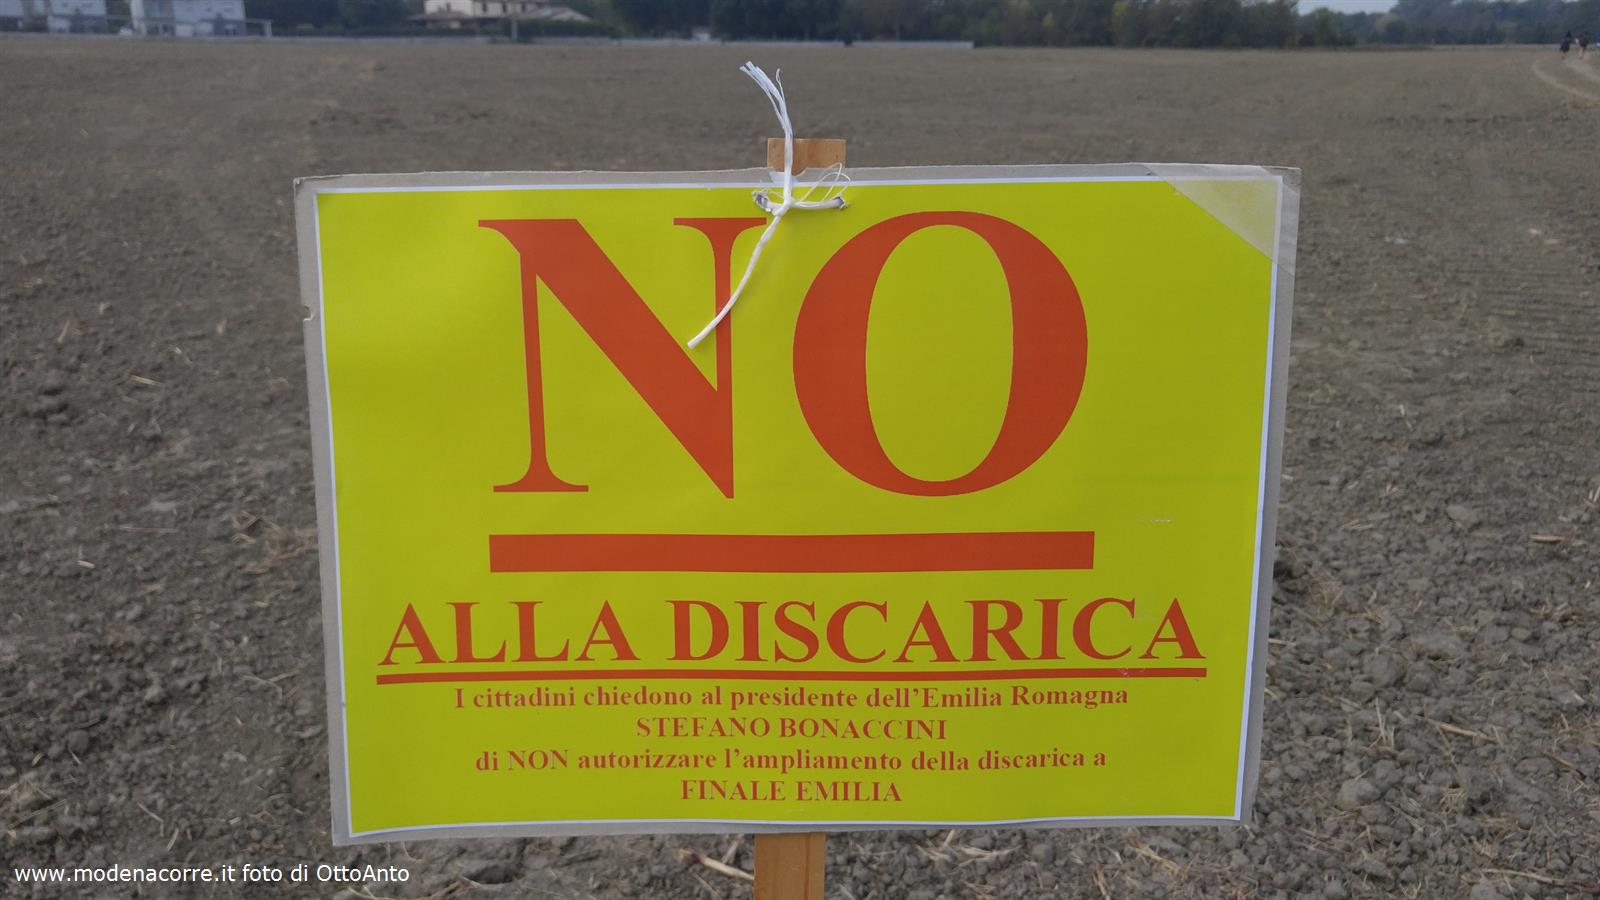 NO
ALLA DISCARICA
I cittadini chiedono al presidente dell'Emilia Romagna
STEFANO BONACCINI
di NON autorizzare l'ampliamento della discarica a
FINALE EMILIA
www.modenacorre.it foto di OttoAnto